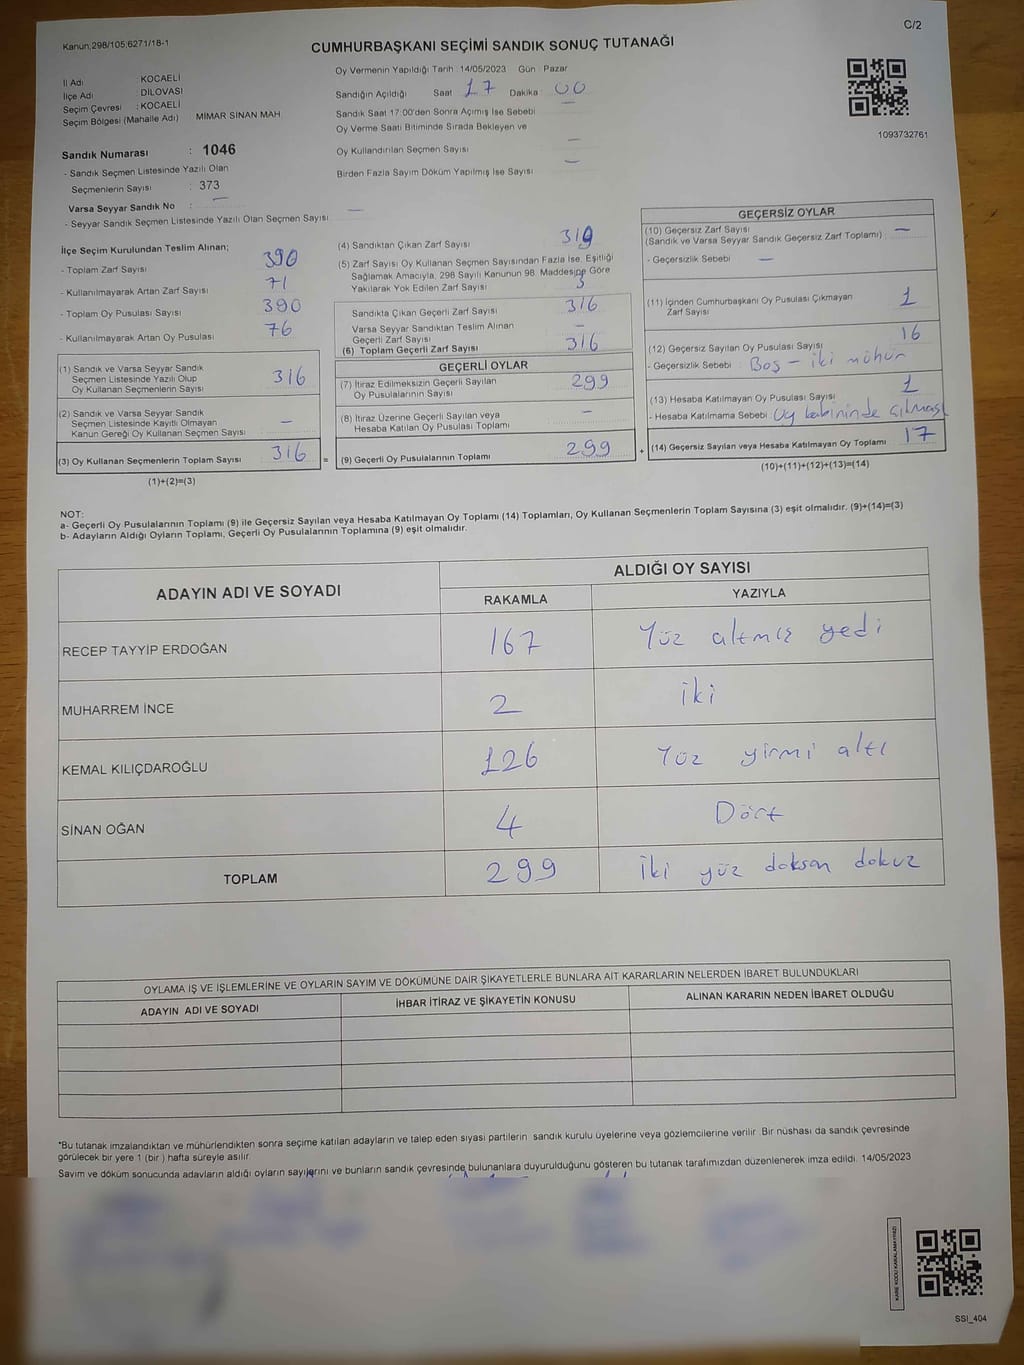 C/2
Kanun;298/105;6271/18-1
CUMHURBAŞKANI SEÇİMİ SANDIK SONUÇ TUTANAĞI
İl Adı KOCAELİ
İlçe Adı DİLOVASI
Seçim Çevresi : KOCAELİ
Seçim Bölgesi (Mahalle Adı) MİMAR SİNAN MAH
Sandık Numarası : 1046
- Sandık Seçmen Listesinde Yazılı Olan
Seçmenlerin Sayısı : 373
Varsa Seyyar Sandık No : —
- Seyyar Sandık Seçmen Listesinde Yazılı Olan Seçmen Sayısı —
Oy Vermenin Yapıldığı Tarih :14/05/2023 Gün : Pazar
Sandığın Açıldığı Saat 17 Dakika 00
Sandık Saat 17:00'den Sonra Açımış İse Sebebi —
Oy Verme Saati Bitiminde Sırada Bekleyen ve
Oy Kullandırılan Seçmen Sayısı —
Birden Fazla Sayım Döküm Yapılmış İse Sayısı —
1093732761
İlçe Seçim Kurulundan Teslim Alınan;
- Toplam Zarf Sayısı 390
- Kullanılmayarak Artan Zarf Sayısı 71
- Toplam Oy Pusulası Sayısı 390
- Kullanılmayarak Artan Oy Pusulası 76
(1) Sandık ve Varsa Seyyar Sandık
Seçmen Listesinde Yazılı Olup
Oy Kullanan Seçmenlerin Sayısı 316
(2) Sandık ve Varsa Seyyar Sandık
Seçmen Listesinde Kayıtlı Olmayan
Kanun Gereği Oy Kullanan Seçmen Sayısı —
(3) Oy Kullanan Seçmenlerin Toplam Sayısı 316 =
(1)+(2)=(3)
(4) Sandıktan Çıkan Zarf Sayısı 319
(5) Zarf Sayısı Oy Kullanan Seçmen Sayısından Fazla İse, Eşitliği
Sağlamak Amacıyla, 298 Sayılı Kanunun 98. Maddesine Göre
Yakılarak Yok Edilen Zarf Sayısı 3
Sandıkta Çıkan Geçerli Zarf Sayısı 316
Varsa Seyyar Sandıktan Teslim Alınan
Geçerli Zarf Sayısı —
(6) Toplam Geçerli Zarf Sayısı 316
GEÇERLİ OYLAR
(7) İtiraz Edilmeksizin Geçerli Sayılan
Oy Pusulasının Sayısı 299
(8) İtiraz Üzerine Geçerli Sayılan veya
Hesaba Katılan Oy Pusulası Toplamı —
(9) Geçerli Oy Pusulalarının Toplamı 299 +
GEÇERSİZ OYLAR
(10) Geçersiz Zarf Sayısı —
(Sandık ve Varsa Seyyar Sandık Geçersiz Zarf Toplamı)
- Geçersizlik Sebebi —
(11) İçinden Cumhurbaşkanı Oy Pusulası Çıkmayan
Zarf Sayısı 1
(12) Geçersiz Sayılan Oy Pusulası Sayısı 16
- Geçersizlik Sebebi : Boş - iki mühür
(13) Hesaba Katılmayan Oy Pusulası Sayısı 1
- Hesaba Katılmama Sebebi Oy kabininde çıkması
(14) Geçersiz Sayılan veya Hesaba Katılmayan Oy Toplamı 17
(10)+(11)+(12)+(13)=(14)
NOT:
a- Geçerli Oy Pusulalarının Toplamı (9) ile Geçersiz Sayılan veya Hesaba Katılmayan Oy Toplamı (14) Toplamları, Oy Kullanan Seçmenlerin Toplam Sayısına (3) eşit olmalıdır. (9)+(14)=(3)
b- Adayların Aldığı Oyların Toplamı, Geçerli Oy Pusulalarının Toplamına (9) eşit olmalıdır.
ADAYIN ADI VE SOYADI ALDIĞI OY SAYISI
RAKAMLA YAZIYLA
RECEP TAYYİP ERDOĞAN 167 Yüz altmış yedi
MUHARREM İNCE 2 iki
KEMAL KILIÇDAROĞLU 126 Yüz yirmi altı
SİNAN OĞAN 4 Dört
TOPLAM 299 iki yüz doksan dokuz
OYLAMA İŞ VE İŞLEMLERİNE VE OYLARIN SAYIM VE DÖKÜMÜNE DAİR ŞİKAYETLERLE BUNLARA AİT KARARLARIN NELERDEN İBARET BULUNDUKLARI
ADAYIN ADI VE SOYADI İHBAR İTİRAZ VE ŞİKAYETİN KONUSU ALINAN KARARIN NEDEN İBARET OLDUĞU
*Bu tutanak imzalandıktan ve mühürlendikten sonra seçime katılan adayların ve talep eden siyasi partilerin sandık kurulu üyelerine veya gözlemcilerine verilir. Bir nüshası da sandık çevresinde
görülecek bir yere 1 (bir ) hafta süreyle asılır.
Sayım ve döküm sonucunda adayların aldığı oyların sayılarını ve bunların sandık çevresinde bulunanlara duyurulduğunu gösteren bu tutanak tarafımızdan düzenlenerek imza edildi. 14/05/2023
SSI_404